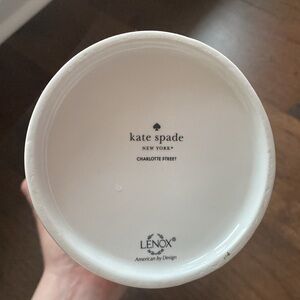 kate spade
NEW YORK®
CHARLOTTE STREET
LENOX®
American by Design